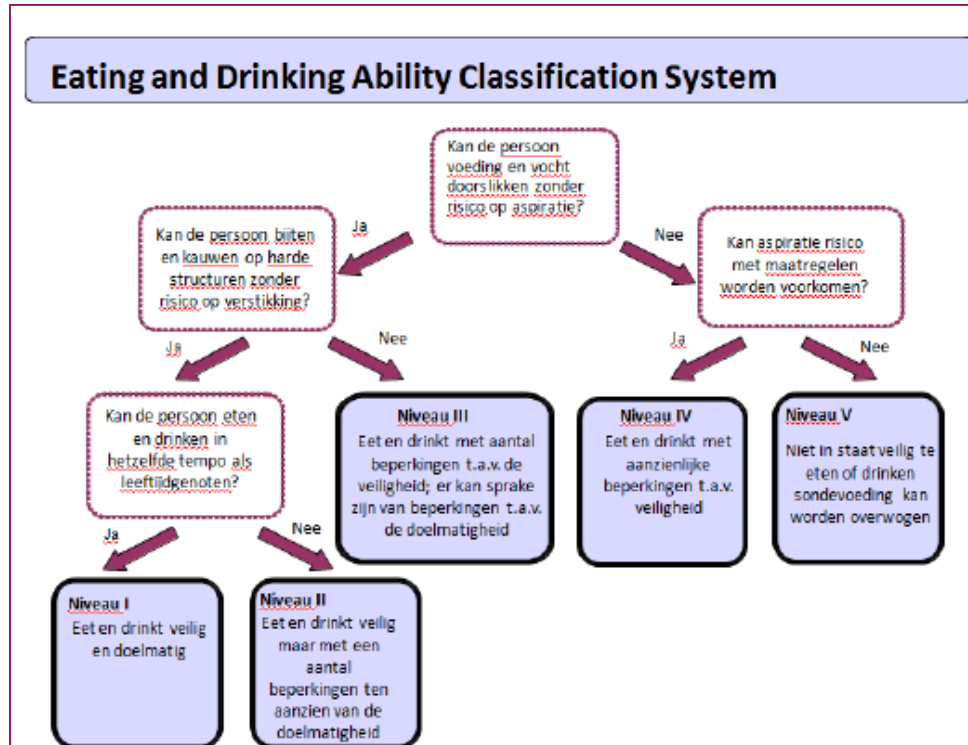 Eating and Drinking Ability Classification System
Kan de persoon
voeding en vocht
doorslikken zonder
risico op aspiratie?
Ja
Nee
Kan de persoon bijten
en kauwen op harde
structuren zonder
risico op verstikking?
Kan aspiratie risico
met maatregelen
worden voorkomen?
Ja
Nee
Ja
Nee
Kan de persoon eten
en drinken in
hetzelfde tempo als
leeftijdgenoten?
Niveau III
Eet en drinkt met aantal
beperkingen t.a.v. de
veiligheid; er kan sprake
zijn van beperkingen t.a.v.
de doelmatigheid
Niveau IV
Eet en drinkt met
aanzienlijke
beperkingen t.a.v.
veiligheid
Niveau V
Niet in staat veilig te
eten of drinken
sondevoeding kan
worden overwogen
Ja
Nee
Niveau I
Eet en drinkt veilig
en doelmatig
Niveau II
Eet en drinkt veilig
maar met een
aantal
beperkingen ten
aanzien van de
doelmatigheid